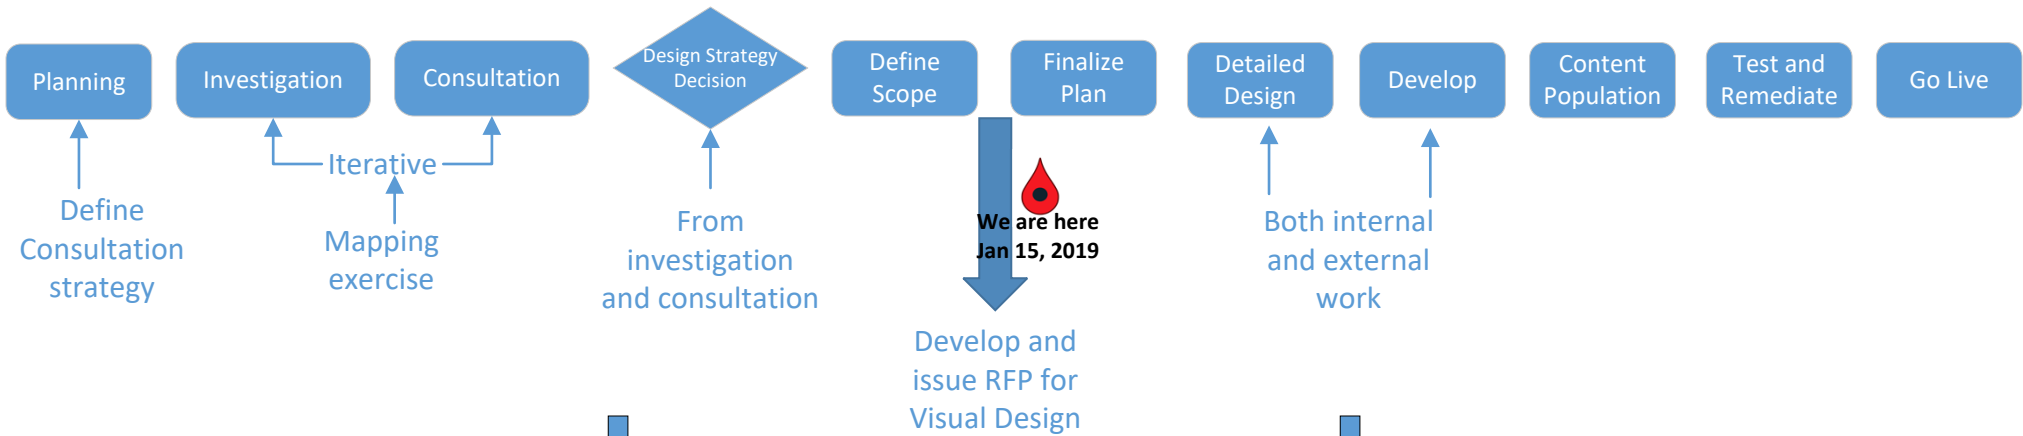 Planning
Investigation
Consultation
Design Strategy
Decision
Define
Scope
Finalize
Plan
Detailed
Design
Develop
Content
Population
Test and
Remediate
Go Live
Iterative
Define
Consultation
strategy
Mapping
exercise
From
investigation
and consultation
We are here
Jan 15, 2019
Both internal
and external
work
Develop and
issue RFP for
Visual Design